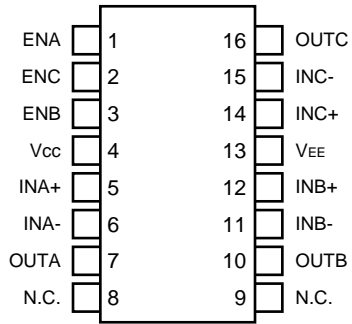 ENA 1 16 OUTC
ENC 2 15 INC-
ENB 3 14 INC+
Vcc 4 13 VEE
INA+ 5 12 INB+
INA- 6 11 INB-
OUTA 7 10 OUTB
N.C. 8 9 N.C.